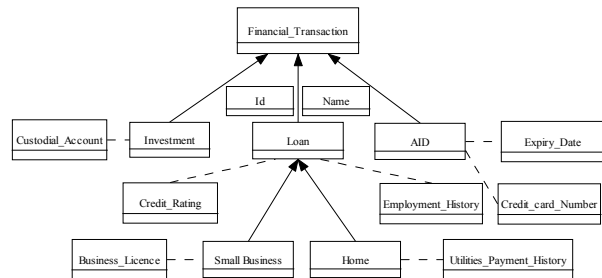 Financial_Transaction
Id
Name
Custodial_Account
Investment
Loan
AID
Expiry_Date
Credit_Rating
Employment_History
Credit_card_Number
Business_Licence
Small Business
Home
Utilities_Payment_History